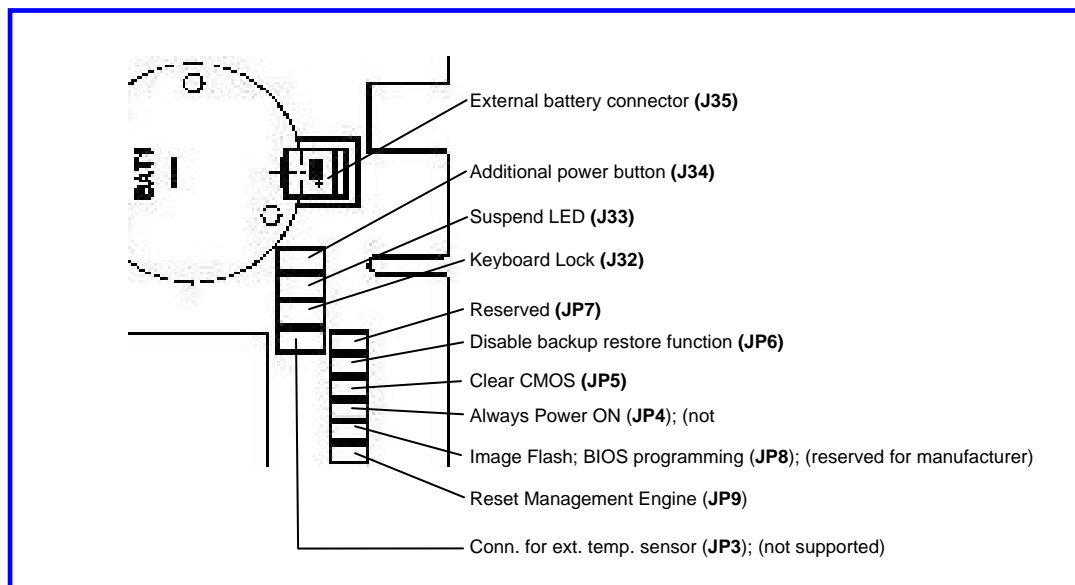 External battery connector (J35)
BAT1
Additional power button (J34)
Suspend LED (J33)
Keyboard Lock (J32)
Reserved (JP7)
Disable backup restore function (JP6)
Clear CMOS (JP5)
Always Power ON (JP4); (not
Image Flash; BIOS programming (JP8); (reserved for manufacturer)
Reset Management Engine (JP9)
Conn. for ext. temp. sensor (JP3); (not supported)